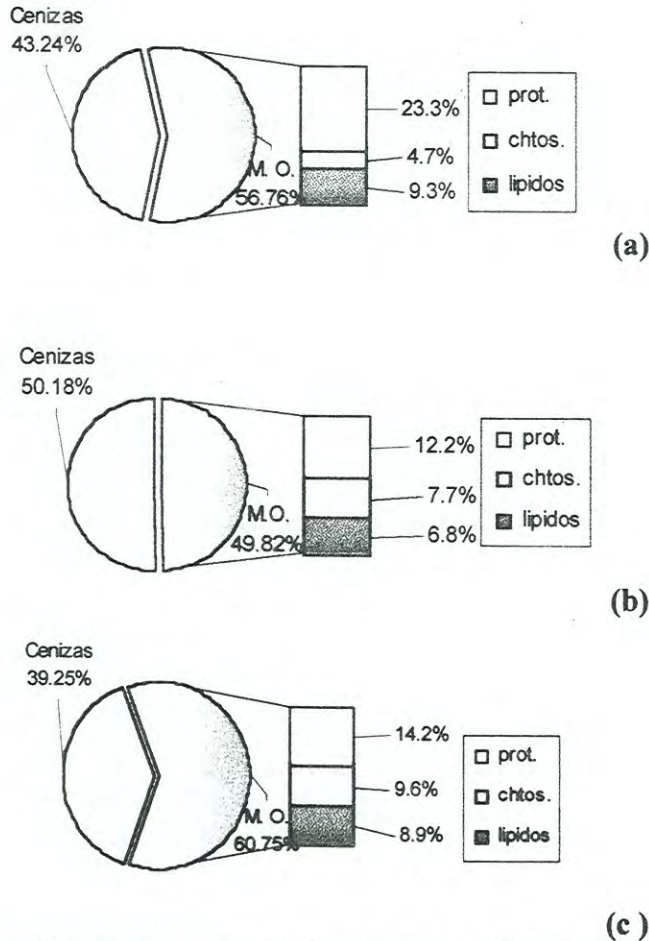 Cenizas
43.24%
M. O.
56.76%
23.3%
4.7%
9.3%
prot.
chtos.
lipidos
(a)
Cenizas
50.18%
M.O.
49.82%
12.2%
7.7%
6.8%
prot.
chtos.
lipidos
(b)
Cenizas
39.25%
M. O.
60.75%
14.2%
9.6%
8.9%
prot.
chtos.
lipidos
(c )